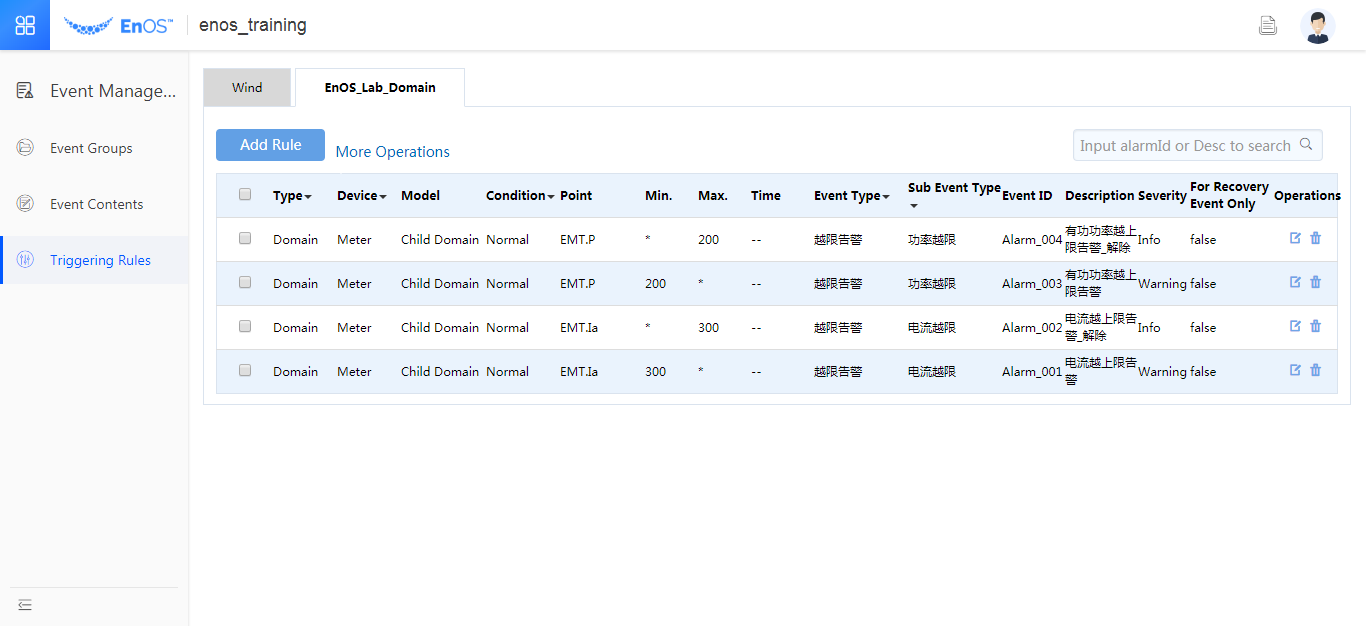 EnOS™
enos_training
Event Manage...
Event Groups
Event Contents
Triggering Rules
Wind
EnOS_Lab_Domain
Add Rule
More Operations
Input alarmId or Desc to search
Type Device Model Condition Point Min. Max. Time Event Type Sub Event Type Event ID Description Severity For Recovery Event Only Operations
Domain Meter Child Domain Normal EMT.P * 200 -- 越限告警 功率越限 Alarm_004 有功功率越上限告警_解除 Info false
Domain Meter Child Domain Normal EMT.P 200 * -- 越限告警 功率越限 Alarm_003 有功功率越上限告警 Warning false
Domain Meter Child Domain Normal EMT.Ia * 300 -- 越限告警 电流越限 Alarm_002 电流越上限告警_解除 Info false
Domain Meter Child Domain Normal EMT.Ia 300 * -- 越限告警 电流越限 Alarm_001 电流越上限告警 Warning false